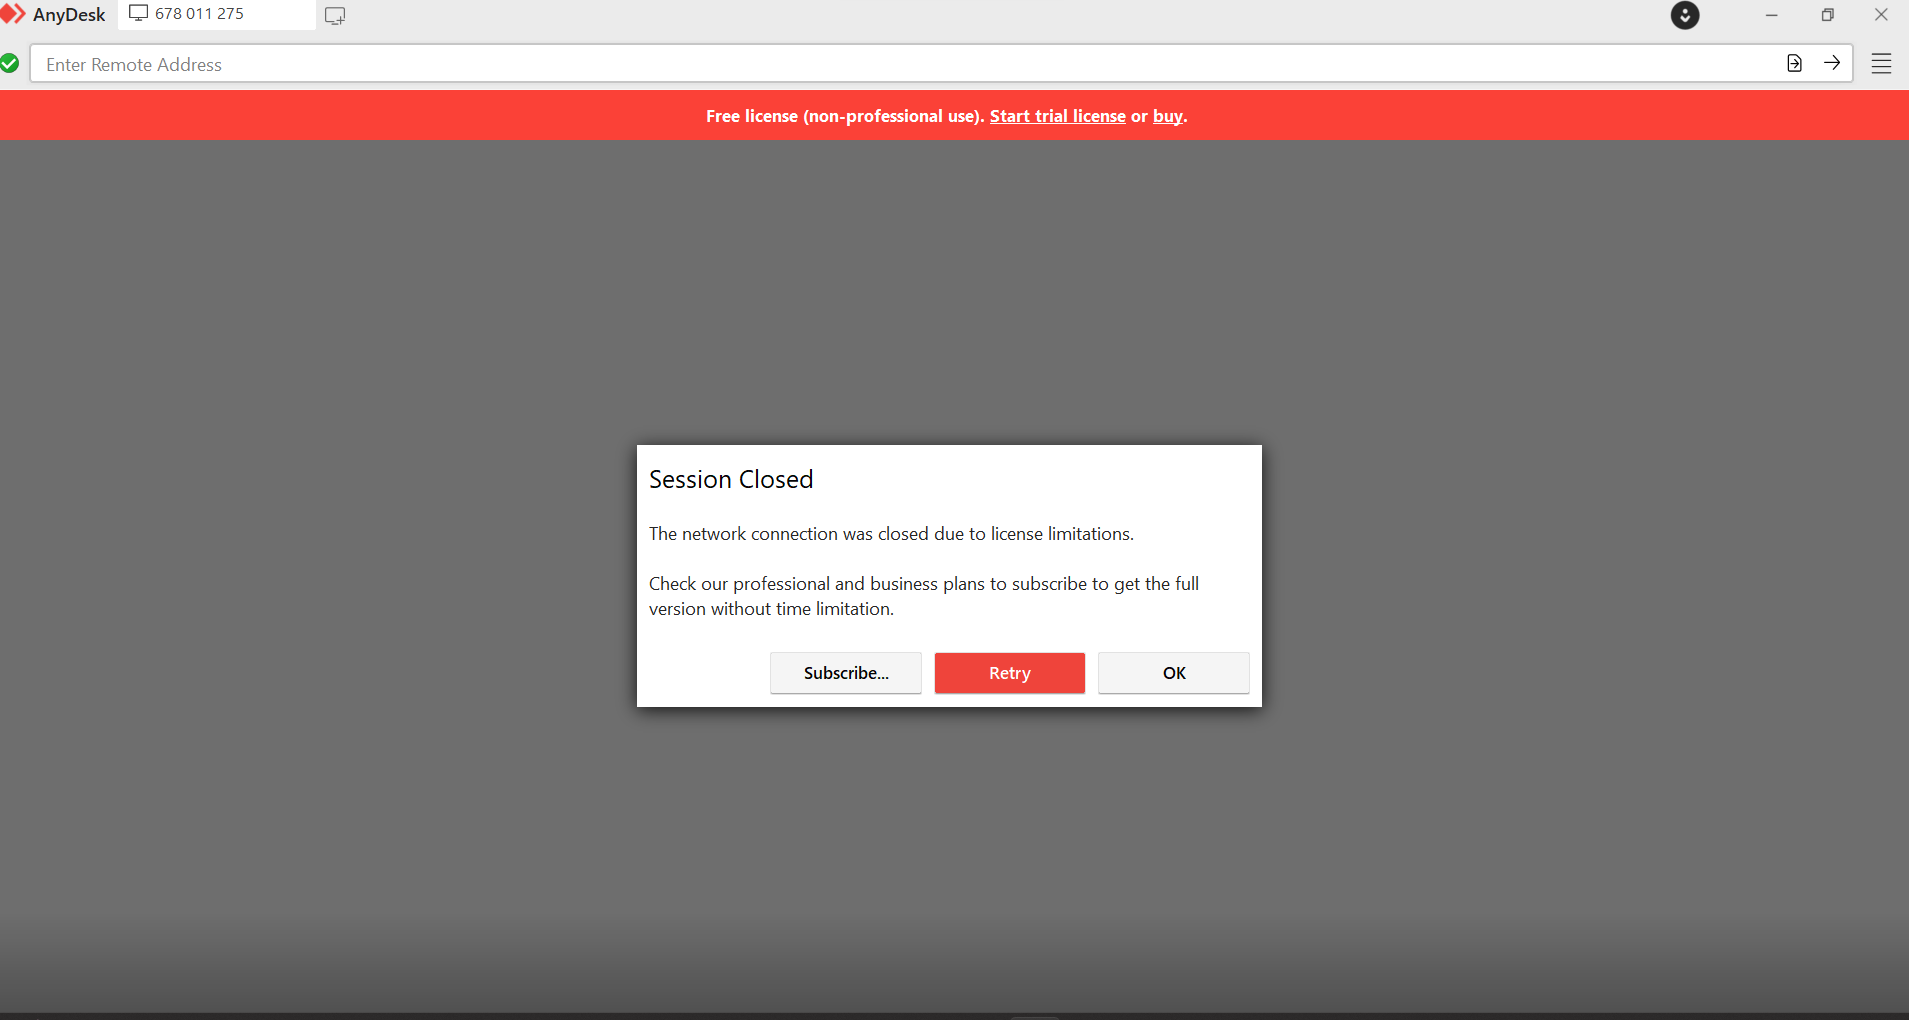 AnyDesk
678 011 275
Enter Remote Address
Free license (non-professional use). Start trial license or buy.
Session Closed
The network connection was closed due to license limitations.
Check our professional and business plans to subscribe to get the full
version without time limitation.
Subscribe...
Retry
OK